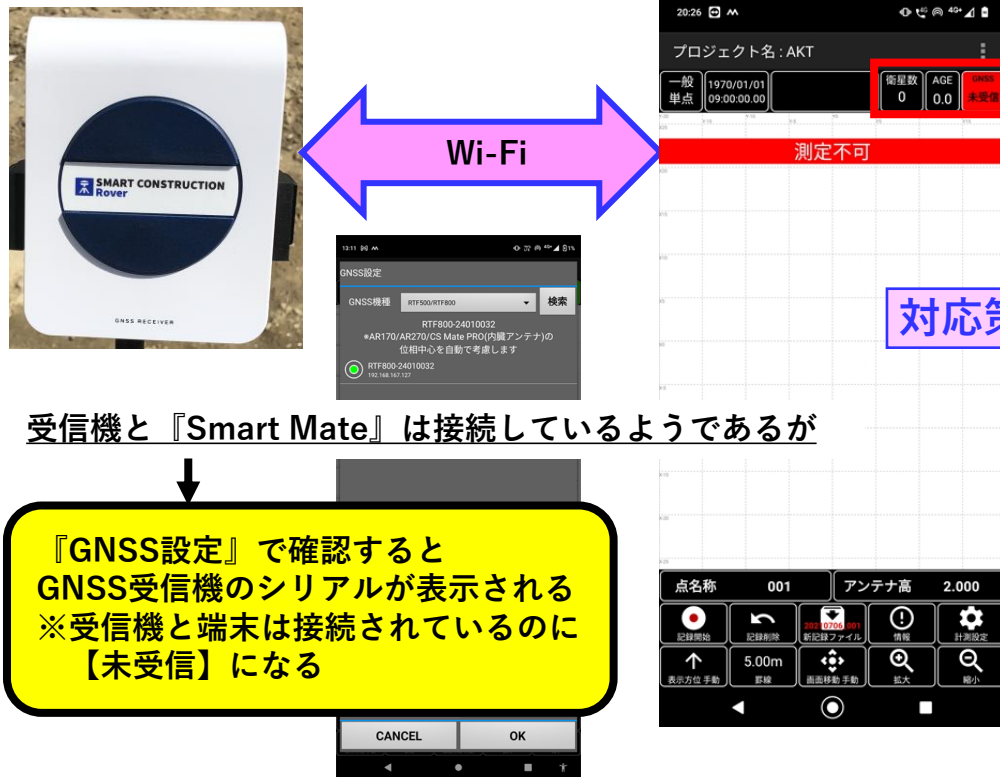 SMART CONSTRUCTION
Rover
GNSS RECEIVER
Wi-Fi
20:26
4G+
プロジェクト名 : AKT
一般
単点
1970/01/01
09:00:00.00
衛星数
0
AGE
0.0
GNSS
未受信
測定不可
対応策
13:11
4G+
81%
GNSS設定
GNSS機種
RTF500/RTF800
検索
RTF800-24010032
※AR170/AR270/CS Mate PRO(内臓アンテナ)の
位相中心を自動で考慮します
RTF800-24010032
192.168.167.127
受信機と『Smart Mate』は接続しているようであるが
『GNSS設定』で確認すると
GNSS受信機のシリアルが表示される
※受信機と端末は接続されているのに
【未受信】になる
CANCEL
OK
点名称 001
アンテナ高 2.000
記録開始
記録削除
20210706_001
新記録ファイル
情報
計測設定
表示方位 手動
5.00m
罫線
画面移動 手動
拡大
縮小